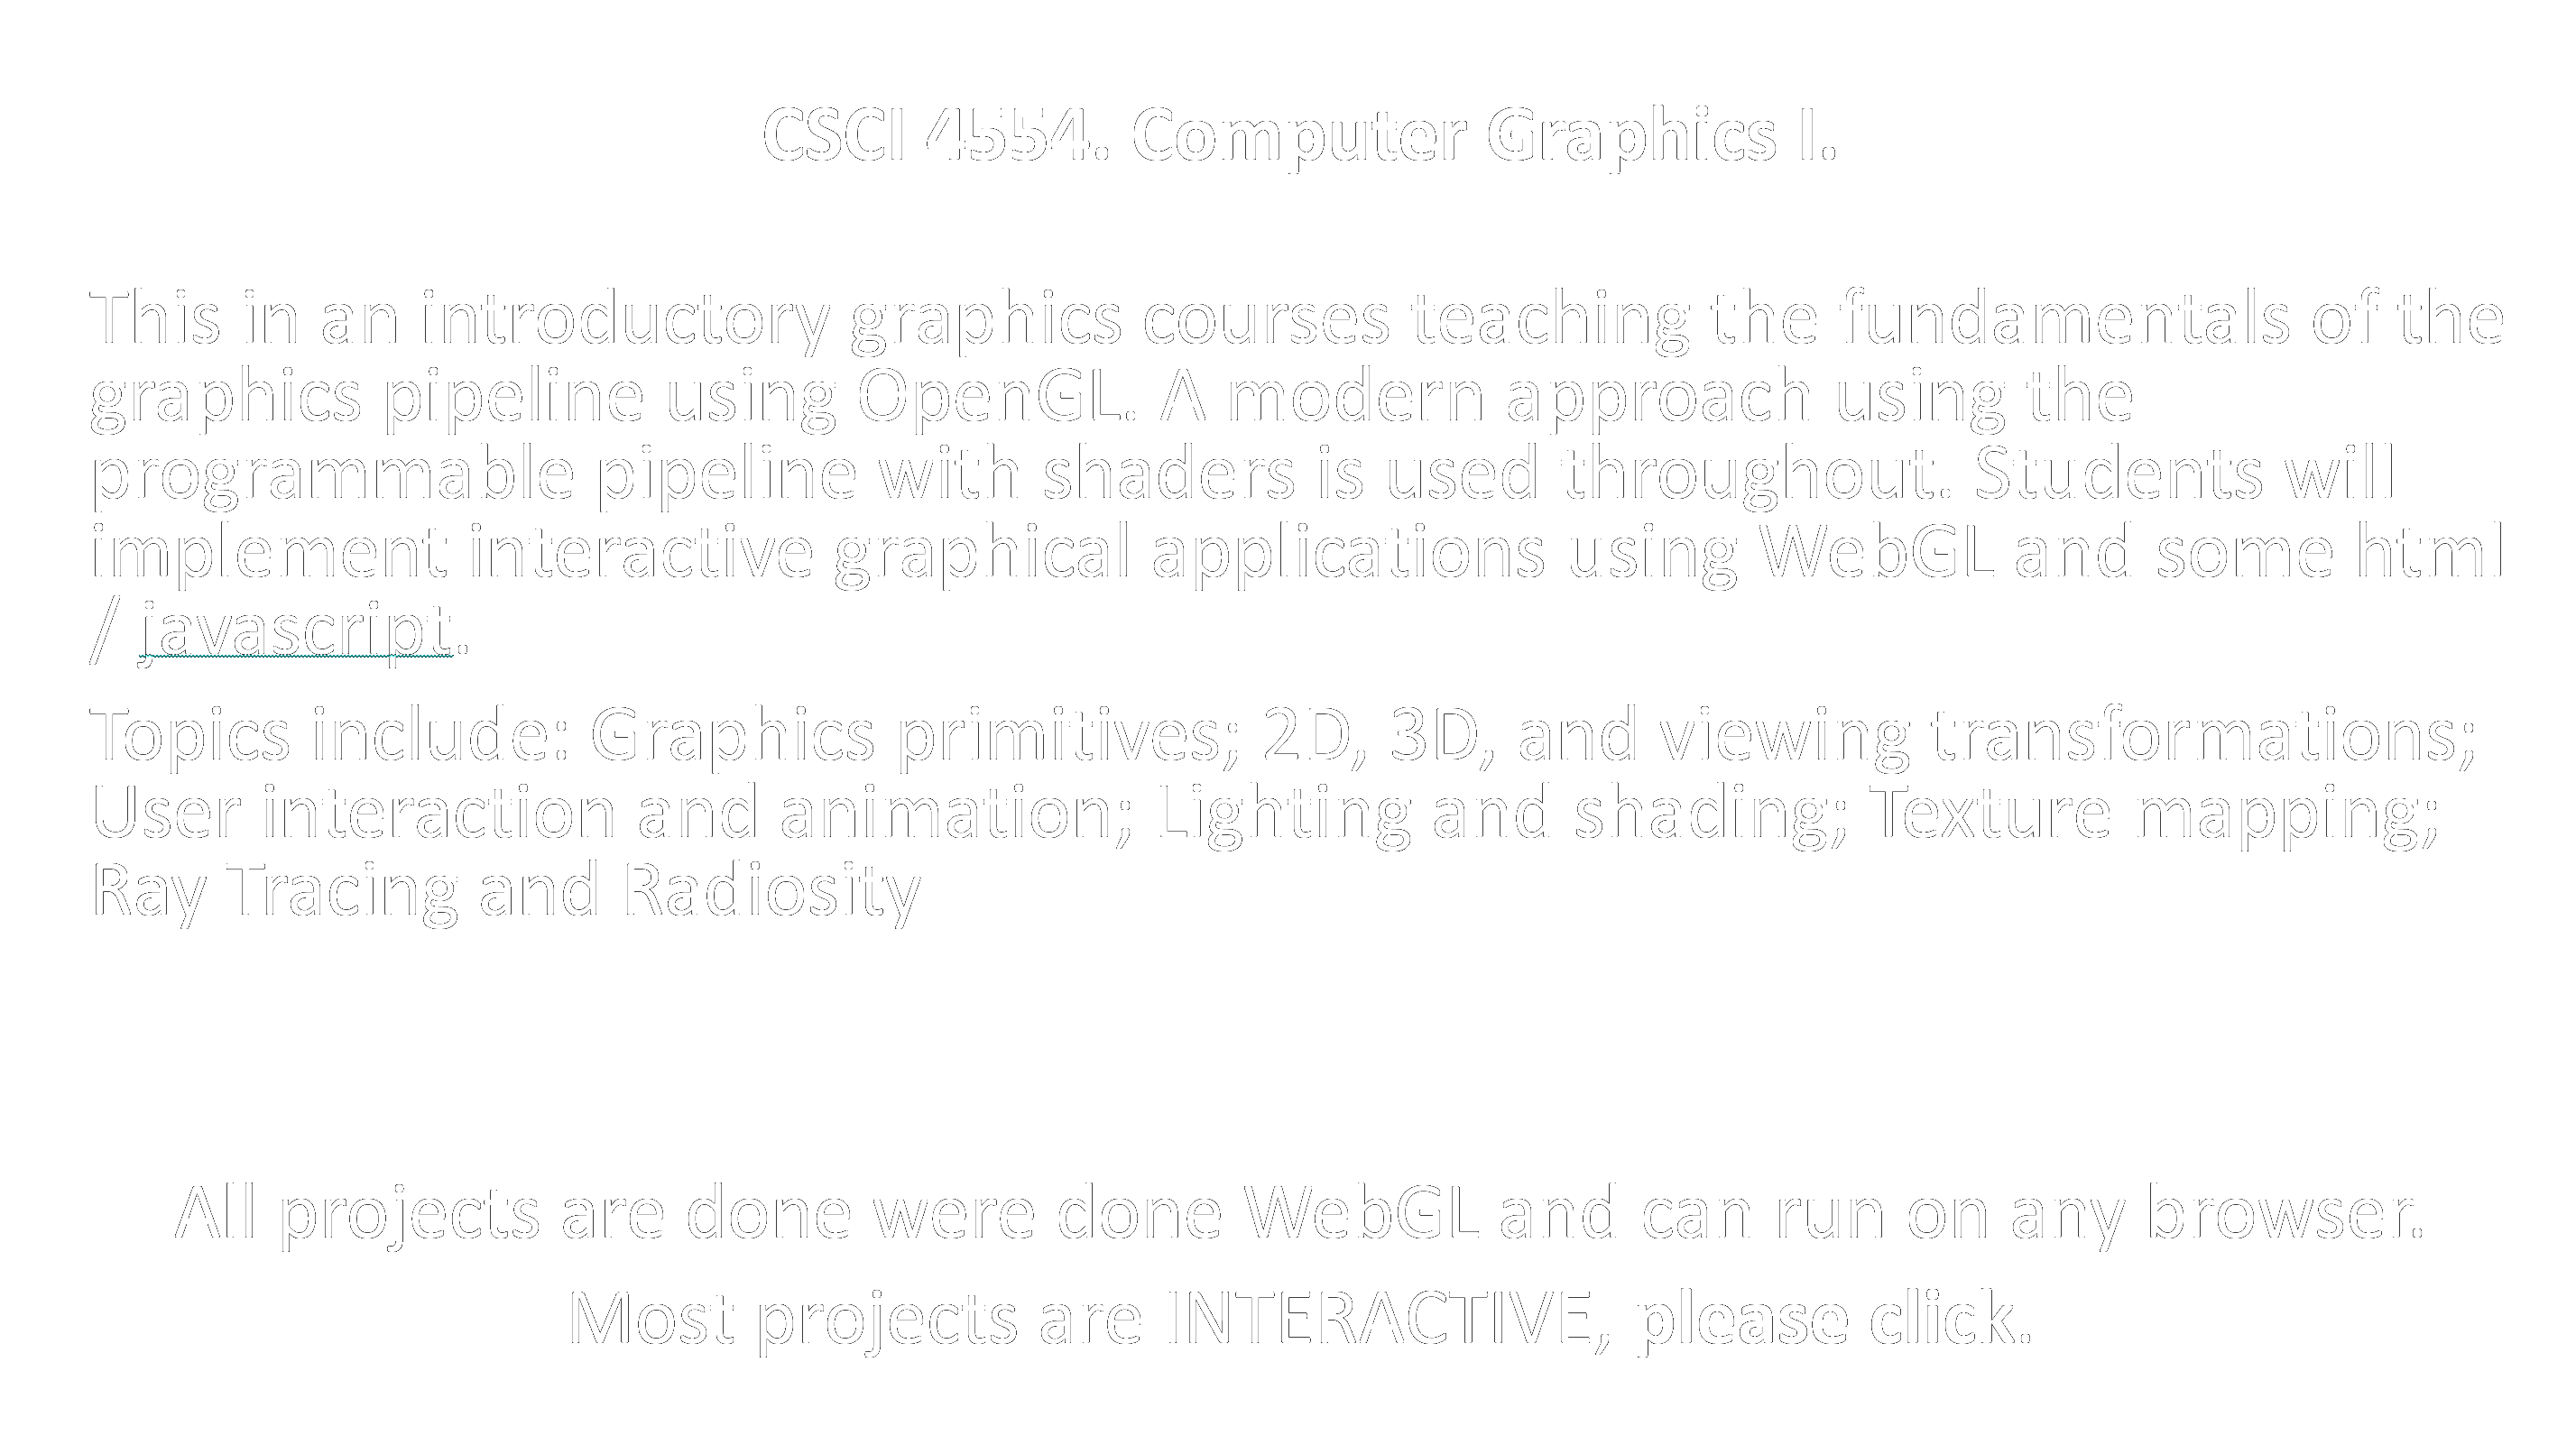 CSCI 4554. Computer Graphics I.
This in an introductory graphics courses teaching the fundamentals of the
graphics pipeline using OpenGL. A modern approach using the
programmable pipeline with shaders is used throughout. Students will
implement interactive graphical applications using WebGL and some html
/ javascript.
Topics include: Graphics primitives; 2D, 3D, and viewing transformations;
User interaction and animation; Lighting and shading; Texture mapping;
Ray Tracing and Radiosity
All projects are done were done WebGL and can run on any browser.
Most projects are INTERACTIVE, please click.